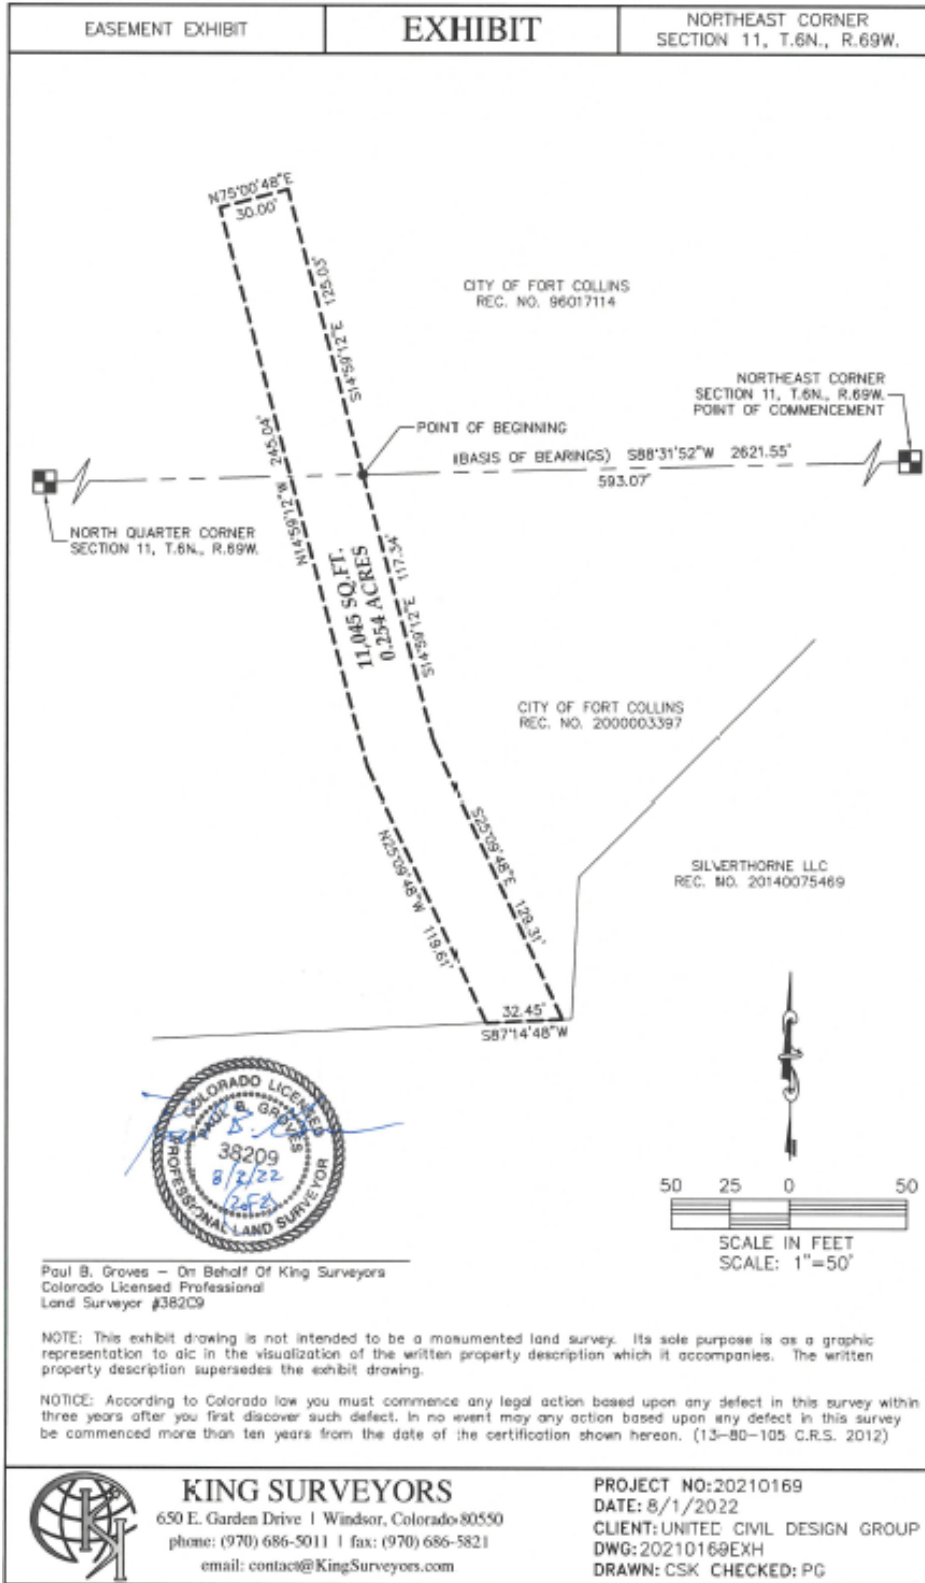 EASEMENT EXHIBIT
EXHIBIT
NORTHEAST CORNER
SECTION 11, T.6N., R.69W.
N75°00'48"E
30.00'
S14°59'12"E 125.03'
CITY OF FORT COLLINS
REC. NO. 96017114
NORTHEAST CORNER
SECTION 11, T.6N., R.69W.
POINT OF COMMENCEMENT
POINT OF BEGINNING
(BASIS OF BEARINGS) S88°31'52"W 2621.55'
593.07'
N14°59'12"W 245.04'
NORTH QUARTER CORNER
SECTION 11, T.6N., R.69W.
11,045 SQ.FT.
0.254 ACRES
S14°59'12"E 117.34'
CITY OF FORT COLLINS
REC. NO. 2000003397
N25°09'48"W 119.61'
S25°09'48"E 129.31'
SILVERTHORNE LLC
REC. NO. 20140075469
32.45'
S87°14'48"W
COLORADO LICENSED
PAUL B. GROVES
38209
8/2/22
PROFESSIONAL LAND SURVEYOR
50 25 0 50
SCALE IN FEET
SCALE: 1"=50'
Paul B. Groves – On Behalf Of King Surveyors
Colorado Licensed Professional
Land Surveyor #38209
NOTE: This exhibit drawing is not intended to be a monumented land survey. Its sole purpose is as a graphic
representation to aic in the visualization of the written property description which it accompanies. The written
property description supersedes the exhibit drawing.
NOTICE: According to Colorado law you must commence any legal action based upon any defect in this survey within
three years after you first discover such defect. In no event may any action based upon any defect in this survey
be commenced more than ten years from the date of the certification shown hereon. (13–80–105 C.R.S. 2012)
KING SURVEYORS
650 E. Garden Drive | Windsor, Colorado 80550
phone: (970) 686-5011 | fax: (970) 686-5821
email: contact@KingSurveyors.com
PROJECT NO:20210169
DATE: 8/1/2022
CLIENT: UNITED CIVIL DESIGN GROUP
DWG: 20210169EXH
DRAWN: CSK CHECKED: PG